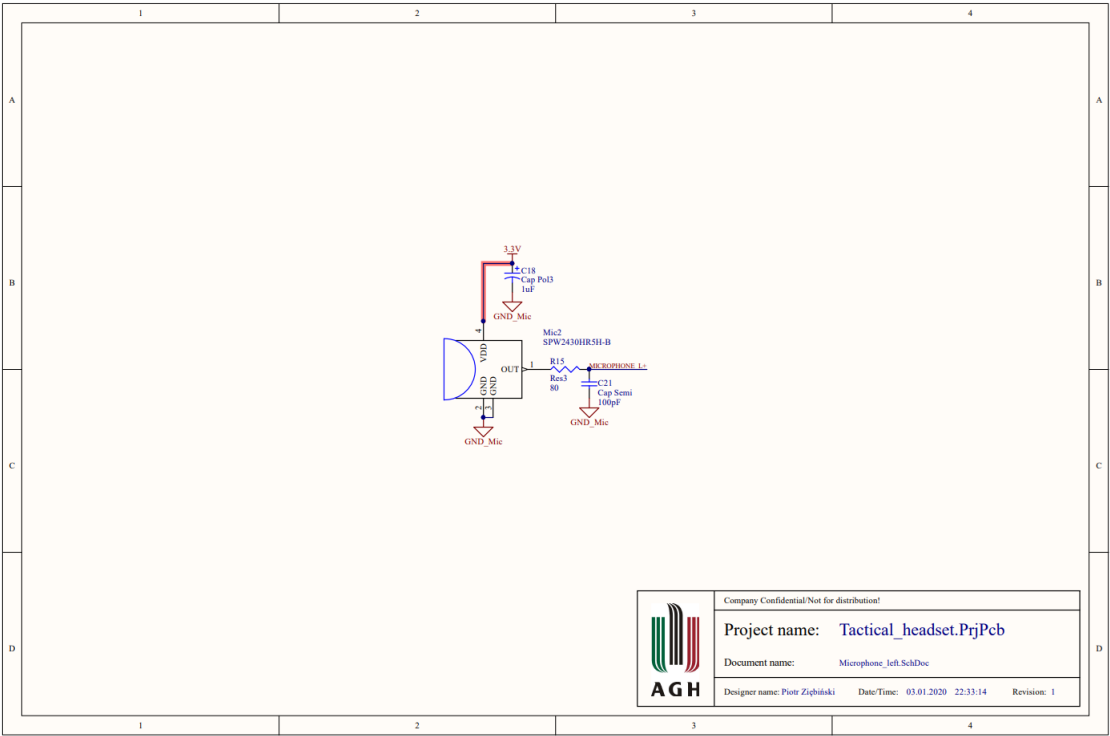 1 2 3 4
A A
3.3V
C18
Cap Pol3
1uF
B B
GND_Mic
Mic2
SPW2430HR5H-B
4
VDD
OUT
1
R15
Res3
80
MICROPHONE_L+
C21
Cap Semi
100pF
GND_Mic
GND
GND
2
3
GND_Mic
C C
Company Confidential/Not for distribution!
Project name: Tactical_headset.PrjPcb
D D
Document name: Microphone_left.SchDoc
AGH
Designer name: Piotr Ziębiński Date/Time: 03.01.2020 22:33:14 Revision: 1
1 2 3 4